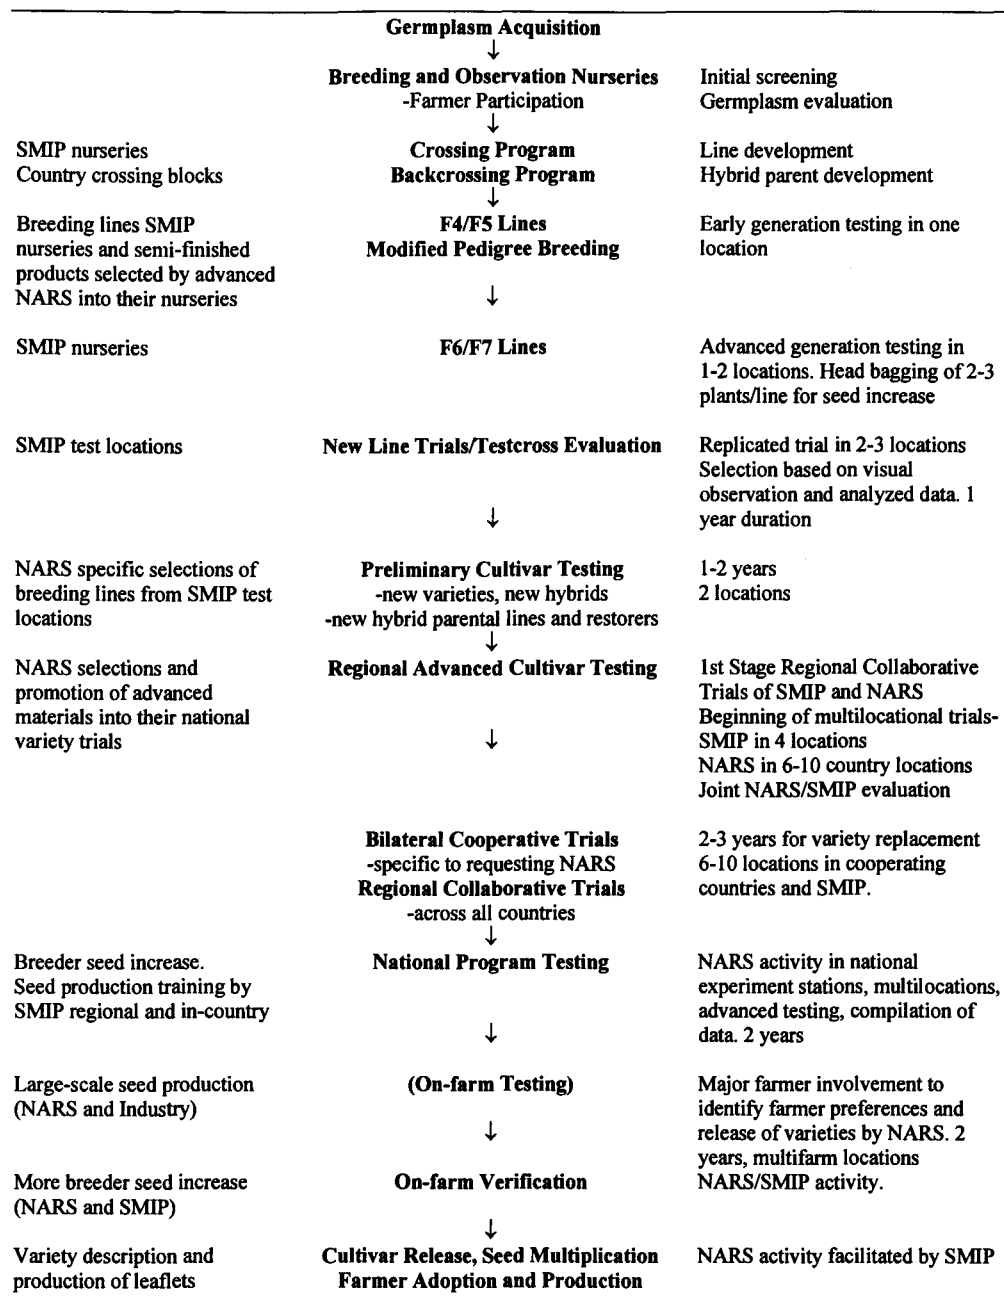 Germplasm Acquisition
↓
Breeding and Observation Nurseries Initial screening
-Farmer Participation Germplasm evaluation
↓
SMIP nurseries Crossing Program Line development
Country crossing blocks Backcrossing Program Hybrid parent development
↓
Breeding lines SMIP F4/F5 Lines Early generation testing in one
nurseries and semi-finished Modified Pedigree Breeding location
products selected by advanced
NARS into their nurseries ↓
SMIP nurseries F6/F7 Lines Advanced generation testing in
1-2 locations. Head bagging of 2-3
plants/line for seed increase
SMIP test locations New Line Trials/Testcross Evaluation Replicated trial in 2-3 locations
Selection based on visual
observation and analyzed data. 1
↓ year duration
NARS specific selections of Preliminary Cultivar Testing 1-2 years
breeding lines from SMIP test -new varieties, new hybrids 2 locations
locations -new hybrid parental lines and restorers
↓
NARS selections and Regional Advanced Cultivar Testing 1st Stage Regional Collaborative
promotion of advanced Trials of SMIP and NARS
materials into their national Beginning of multilocational trials-
variety trials ↓ SMIP in 4 locations
NARS in 6-10 country locations
Joint NARS/SMIP evaluation
Bilateral Cooperative Trials 2-3 years for variety replacement
-specific to requesting NARS 6-10 locations in cooperating
Regional Collaborative Trials countries and SMIP.
-across all countries
↓
Breeder seed increase. National Program Testing NARS activity in national
Seed production training by experiment stations, multilocations,
SMIP regional and in-country advanced testing, compilation of
↓ data. 2 years
Large-scale seed production (On-farm Testing) Major farmer involvement to
(NARS and Industry) identify farmer preferences and
↓ release of varieties by NARS. 2
years, multifarm locations
More breeder seed increase On-farm Verification NARS/SMIP activity.
(NARS and SMIP)
↓
Variety description and Cultivar Release, Seed Multiplication NARS activity facilitated by SMIP
production of leaflets Farmer Adoption and Production